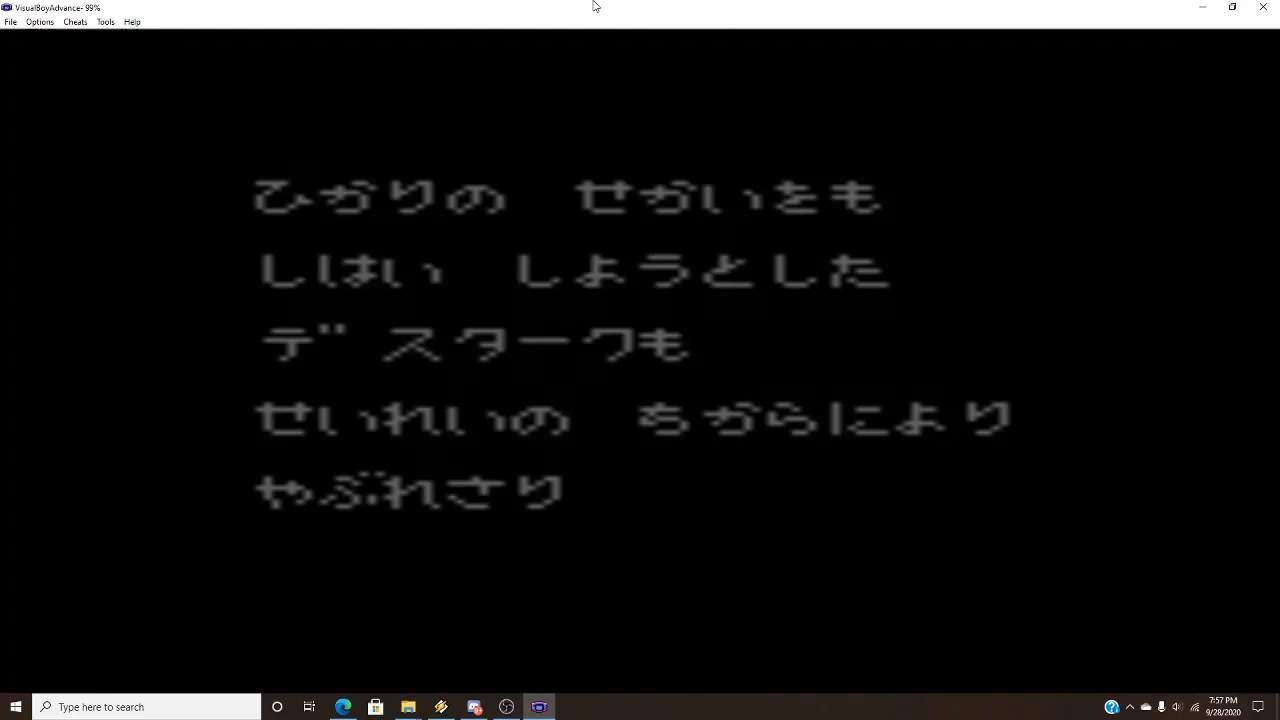 VisualBoyAdvance- 99%
File Options Cheats Tools Help
ひかりの せかいをも
しはい しようとした
デスタークも
せいれいの ちからにより
やぶれさり
Type here to search
7:57 PM
9/28/2020